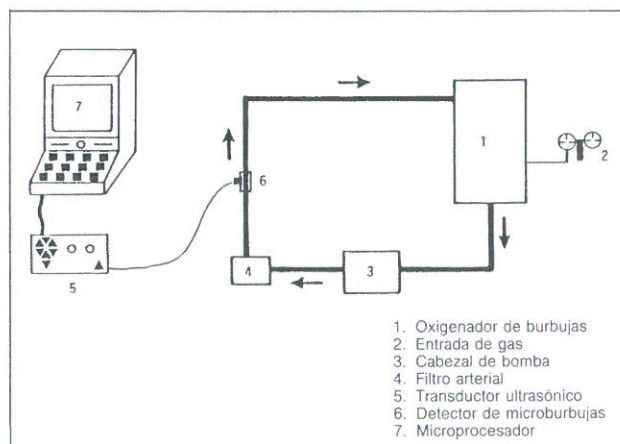 7
1
2
6
4
3
5
1. Oxigenador de burbujas
2. Entrada de gas
3. Cabezal de bomba
4. Filtro arterial
5. Transductor ultrasónico
6. Detector de microburbujas
7. Microprocesador